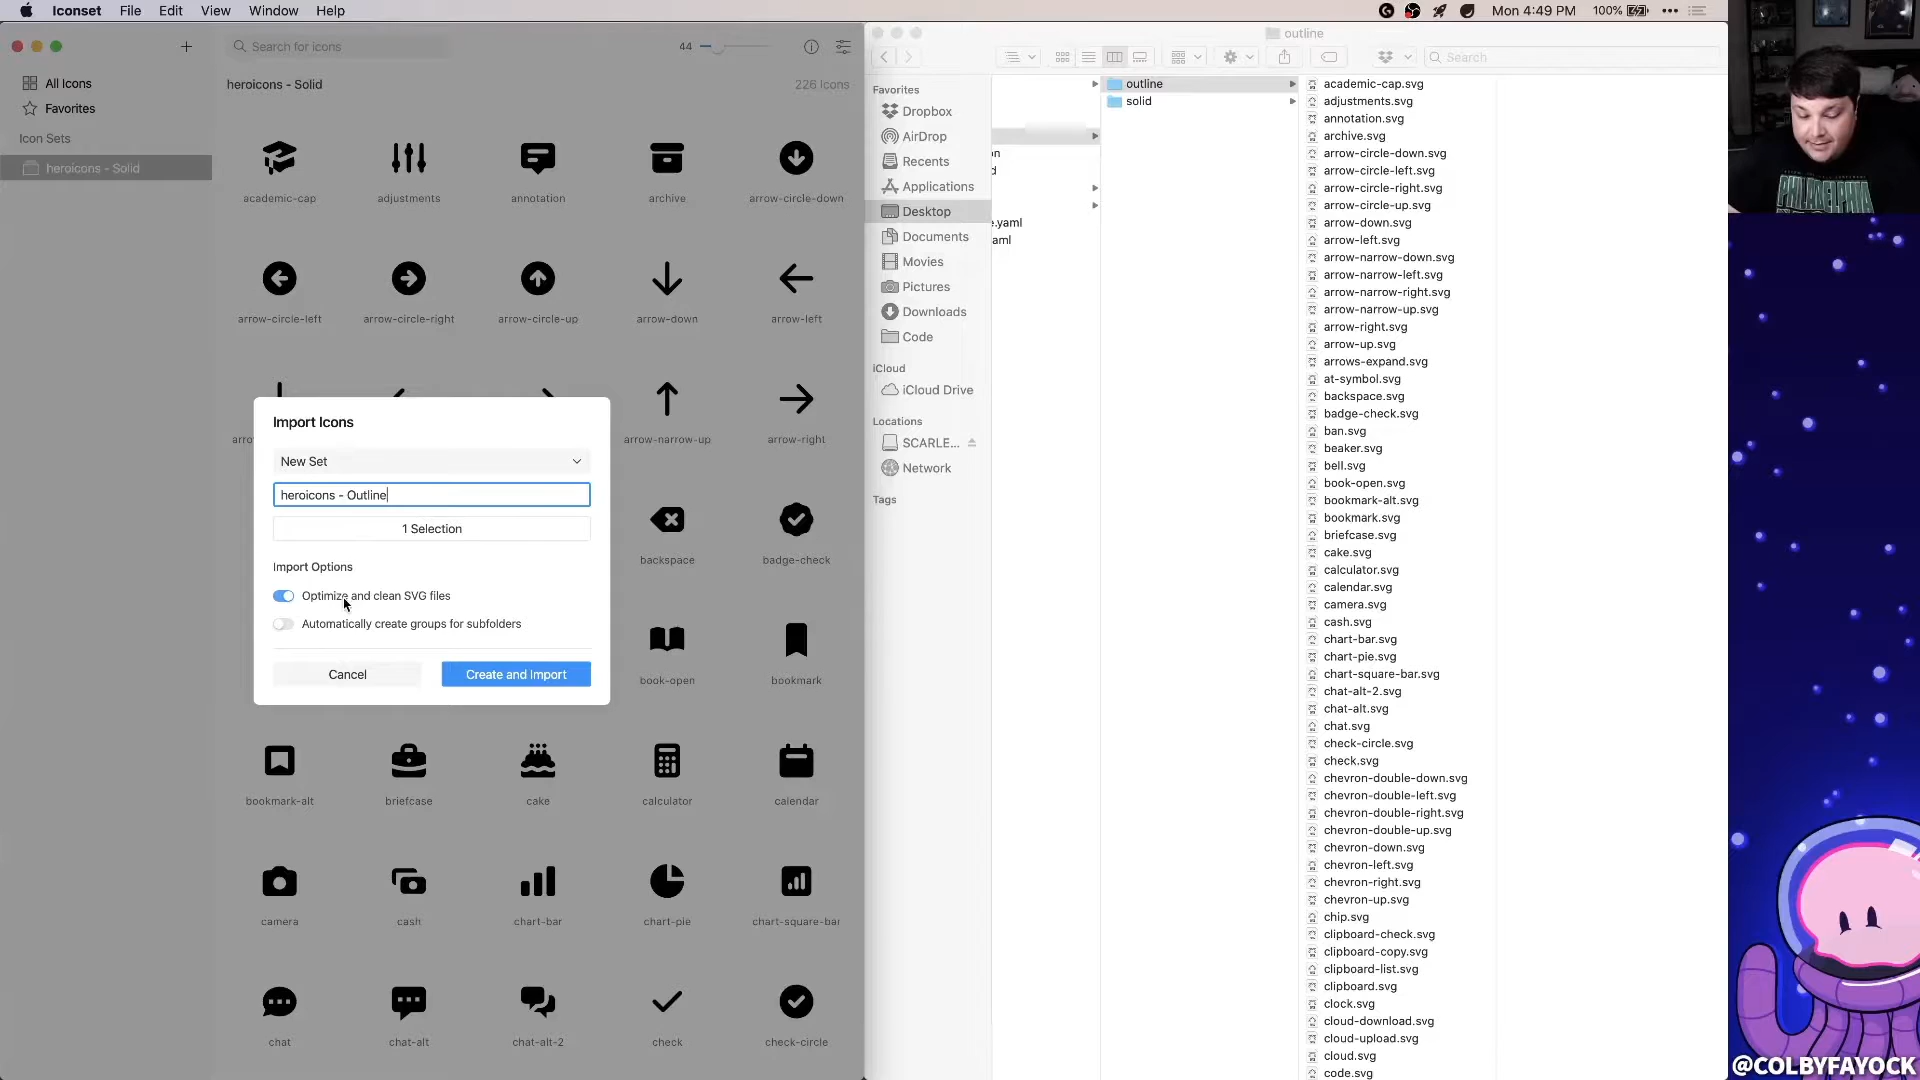 Iconset File Edit View Window Help
Mon 4:49 PM 100%
Search for icons
44
All Icons
Favorites
Icon Sets
heroicons - Solid
heroicons - Solid
226 Icons
academic-cap adjustments annotation archive arrow-circle-down
arrow-circle-left arrow-circle-right arrow-circle-up arrow-down arrow-left
arro
arrow-narrow-up arrow-right
backspace badge-check
book-open bookmark
bookmark-alt briefcase cake calculator calendar
camera cash chart-bar chart-pie chart-square-bar
chat chat-alt chat-alt-2 check check-circle
Import Icons
New Set
heroicons - Outline
1 Selection
Import Options
Optimize and clean SVG files
Automatically create groups for subfolders
Cancel
Create and Import
outline
Search
Favorites
Dropbox
AirDrop
Recents
Applications
Desktop
Documents
Movies
Pictures
Downloads
Code
iCloud
iCloud Drive
Locations
SCARLE...
Network
Tags
on
d
e.yaml
aml
outline
solid
academic-cap.svg
adjustments.svg
annotation.svg
archive.svg
arrow-circle-down.svg
arrow-circle-left.svg
arrow-circle-right.svg
arrow-circle-up.svg
arrow-down.svg
arrow-left.svg
arrow-narrow-down.svg
arrow-narrow-left.svg
arrow-narrow-right.svg
arrow-narrow-up.svg
arrow-right.svg
arrow-up.svg
arrows-expand.svg
at-symbol.svg
backspace.svg
badge-check.svg
ban.svg
beaker.svg
bell.svg
book-open.svg
bookmark-alt.svg
bookmark.svg
briefcase.svg
cake.svg
calculator.svg
calendar.svg
camera.svg
cash.svg
chart-bar.svg
chart-pie.svg
chart-square-bar.svg
chat-alt-2.svg
chat-alt.svg
chat.svg
check-circle.svg
check.svg
chevron-double-down.svg
chevron-double-left.svg
chevron-double-right.svg
chevron-double-up.svg
chevron-down.svg
chevron-left.svg
chevron-right.svg
chevron-up.svg
chip.svg
clipboard-check.svg
clipboard-copy.svg
clipboard-list.svg
clipboard.svg
clock.svg
cloud-download.svg
cloud-upload.svg
cloud.svg
code.svg
PHILADELPHIA
@COLBYFAYOCK